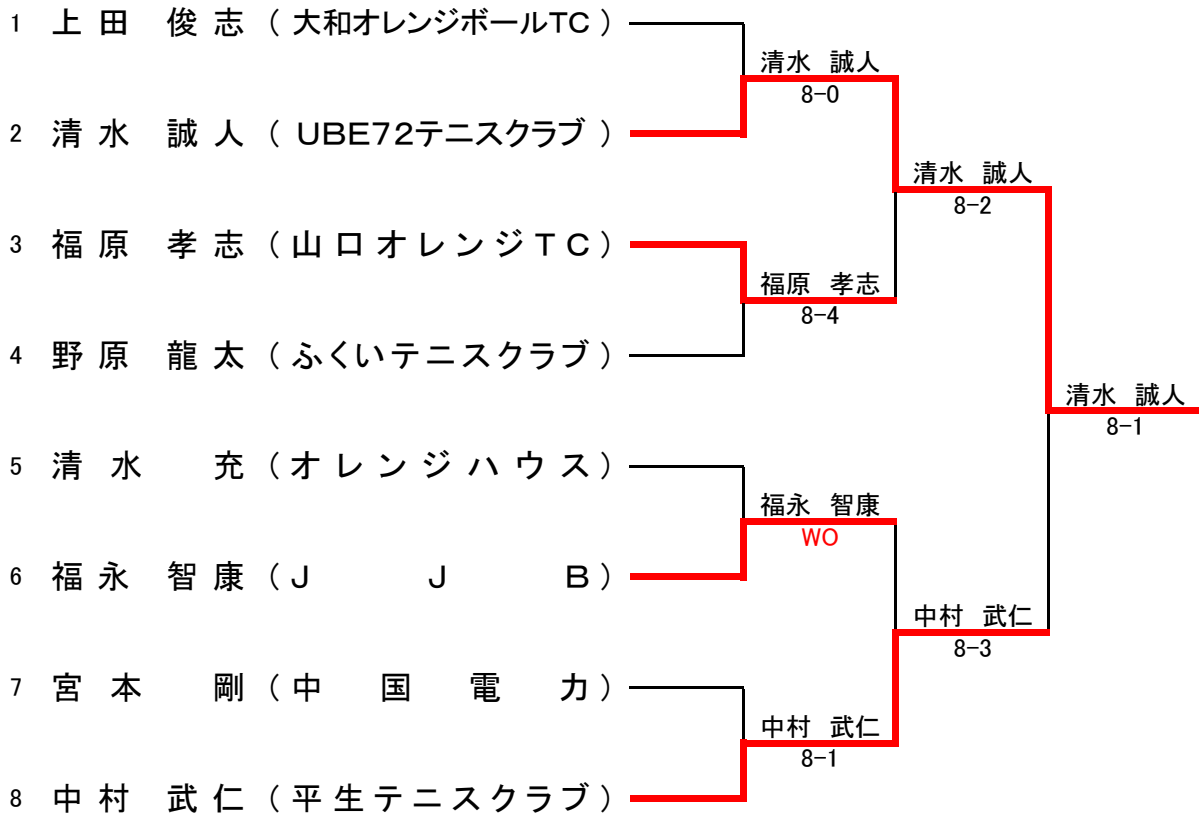 1 上田 俊志 ( 大和オレンジボールTC )
清水 誠人
8-0
2 清水 誠人 ( UBE72テニスクラブ )
清水 誠人
8-2
3 福原 孝志 ( 山口オレンジTC )
福原 孝志
8-4
4 野原 龍太 ( ふくいテニスクラブ )
清水 誠人
8-1
5 清水 充 ( オレンジハウス )
福永 智康
WO
6 福永 智康 ( J J B )
中村 武仁
8-3
7 宮本 剛 ( 中国電力 )
中村 武仁
8-1
8 中村 武仁 ( 平生テニスクラブ )